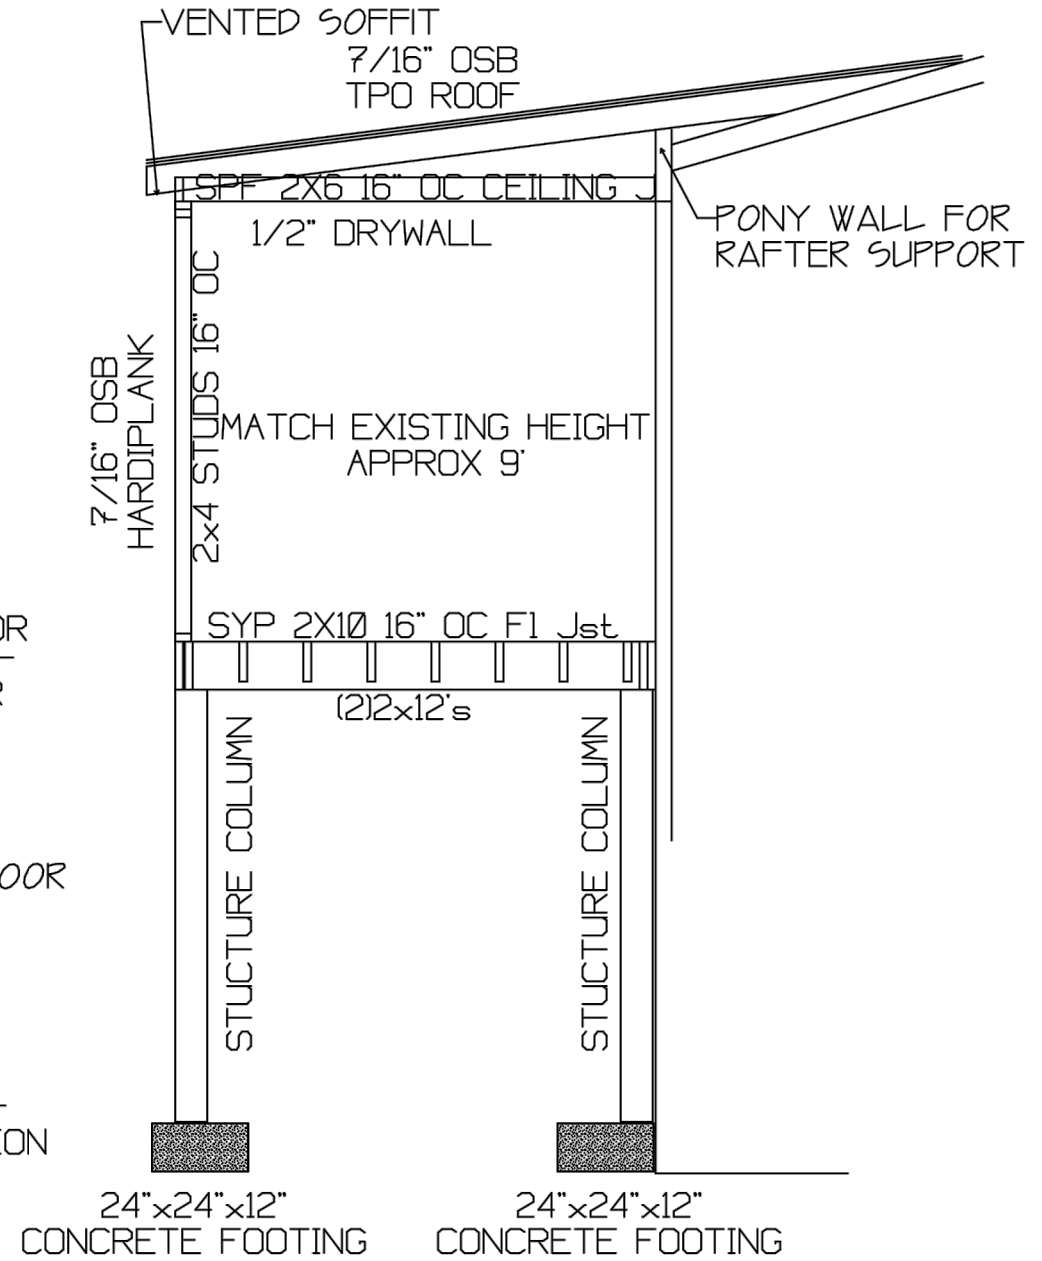 VENTED SOFFIT
7/16" OSB
TPO ROOF
SPF 2X6 16" OC CEILING J
1/2" DRYWALL
PONY WALL FOR
RAFTER SUPPORT
7/16" OSB
HARDIPLANK
2x4 STUDS 16" OC
MATCH EXISTING HEIGHT
APPROX 9'
SYP 2X10 16" OC Fl Jst
(2)2x12's
STUCTURE COLUMN
STUCTURE COLUMN
OOR
ION
24"x24"x12"
CONCRETE FOOTING
24"x24"x12"
CONCRETE FOOTING